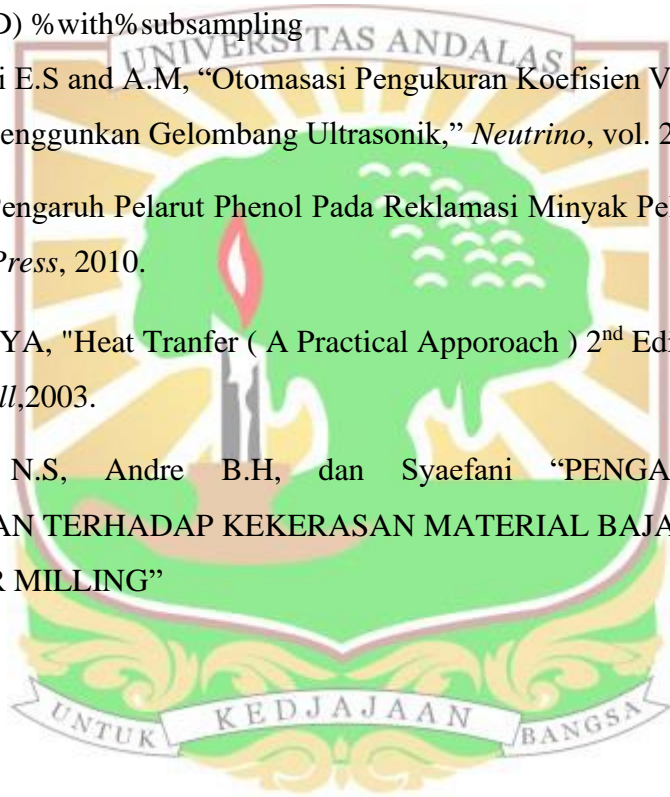 D) %with%subsampling
UNIVERSITAS ANDALAS
i E.S and A.M, “Otomasasi Pengukuran Koefisien V
enggunkan Gelombang Ultrasonik,” Neutrino, vol. 2
Pengaruh Pelarut Phenol Pada Reklamasi Minyak Pe
Press, 2010.
YA, "Heat Tranfer ( A Practical Apporoach ) 2nd Edi
ll,2003.
N.S, Andre B.H, dan Syaefani “PENGA
AN TERHADAP KEKERASAN MATERIAL BAJA
R MILLING”
UNTUK KEDJAJAAN BANGSA